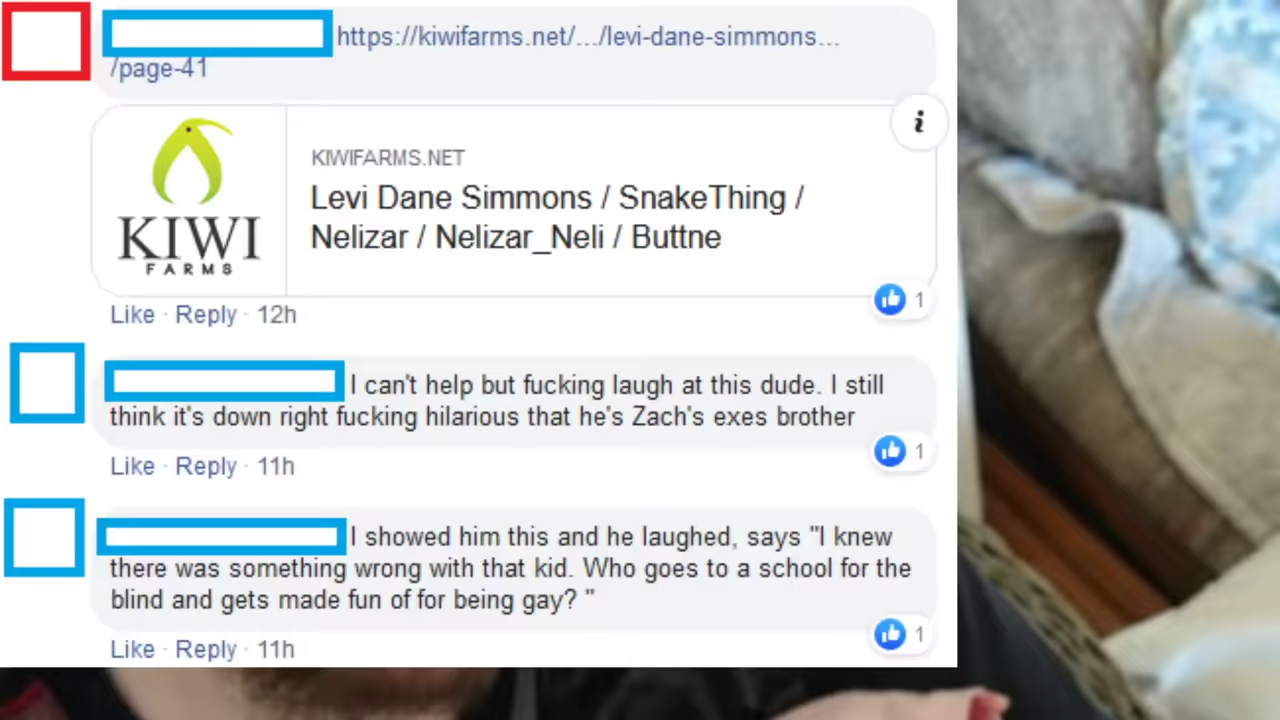 https://kiwifarms.net/.../levi-dane-simmons...
/page-41
KIWI
FARMS
KIWIFARMS.NET
Levi Dane Simmons / SnakeThing /
Nelizar / Nelizar_Neli / Buttne
i
Like · Reply · 12h
1
I can't help but fucking laugh at this dude. I still
think it's down right fucking hilarious that he's Zach's exes brother
Like · Reply · 11h
1
I showed him this and he laughed, says "I knew
there was something wrong with that kid. Who goes to a school for the
blind and gets made fun of for being gay? "
Like · Reply · 11h
1